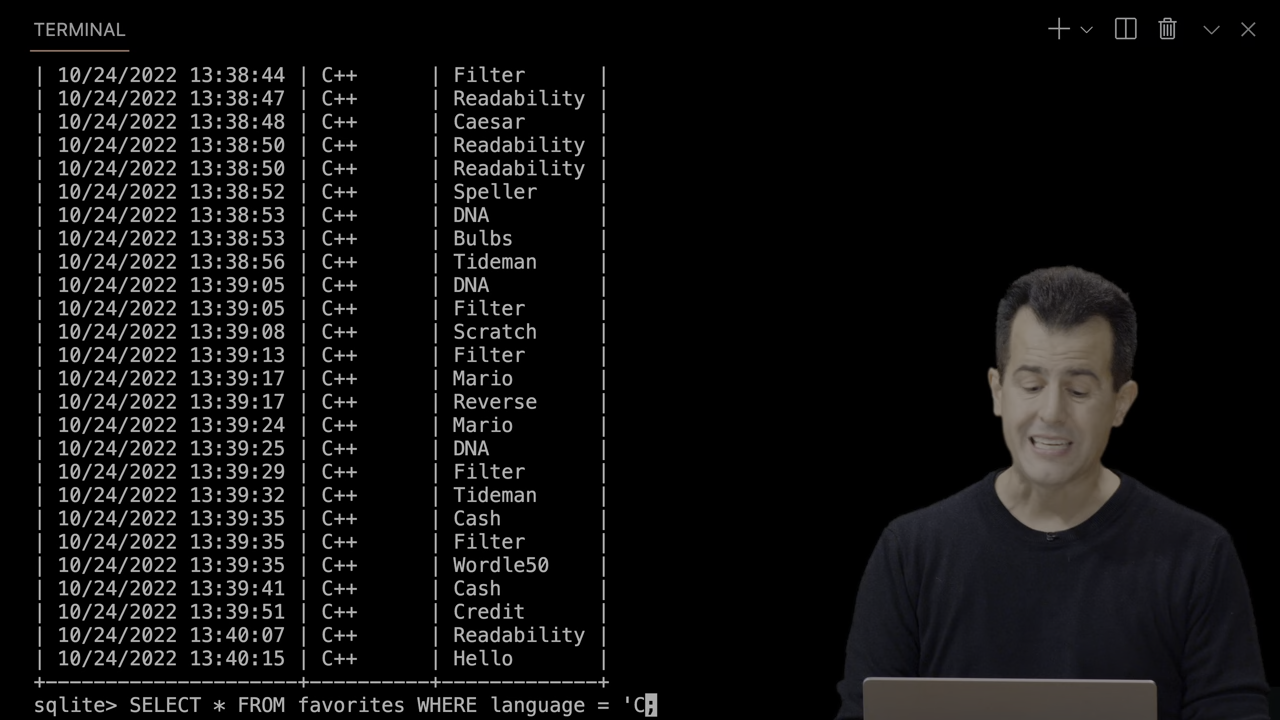 TERMINAL
| 10/24/2022 13:38:44 | C++ | Filter |
| 10/24/2022 13:38:47 | C++ | Readability |
| 10/24/2022 13:38:48 | C++ | Caesar |
| 10/24/2022 13:38:50 | C++ | Readability |
| 10/24/2022 13:38:50 | C++ | Readability |
| 10/24/2022 13:38:52 | C++ | Speller |
| 10/24/2022 13:38:53 | C++ | DNA |
| 10/24/2022 13:38:53 | C++ | Bulbs |
| 10/24/2022 13:38:56 | C++ | Tideman |
| 10/24/2022 13:39:05 | C++ | DNA |
| 10/24/2022 13:39:05 | C++ | Filter |
| 10/24/2022 13:39:08 | C++ | Scratch |
| 10/24/2022 13:39:13 | C++ | Filter |
| 10/24/2022 13:39:17 | C++ | Mario |
| 10/24/2022 13:39:17 | C++ | Reverse |
| 10/24/2022 13:39:24 | C++ | Mario |
| 10/24/2022 13:39:25 | C++ | DNA |
| 10/24/2022 13:39:29 | C++ | Filter |
| 10/24/2022 13:39:32 | C++ | Tideman |
| 10/24/2022 13:39:35 | C++ | Cash |
| 10/24/2022 13:39:35 | C++ | Filter |
| 10/24/2022 13:39:35 | C++ | Wordle50 |
| 10/24/2022 13:39:41 | C++ | Cash |
| 10/24/2022 13:39:51 | C++ | Credit |
| 10/24/2022 13:40:07 | C++ | Readability |
| 10/24/2022 13:40:15 | C++ | Hello |
+---------------------+----------+-------------+
sqlite> SELECT * FROM favorites WHERE language = 'C;